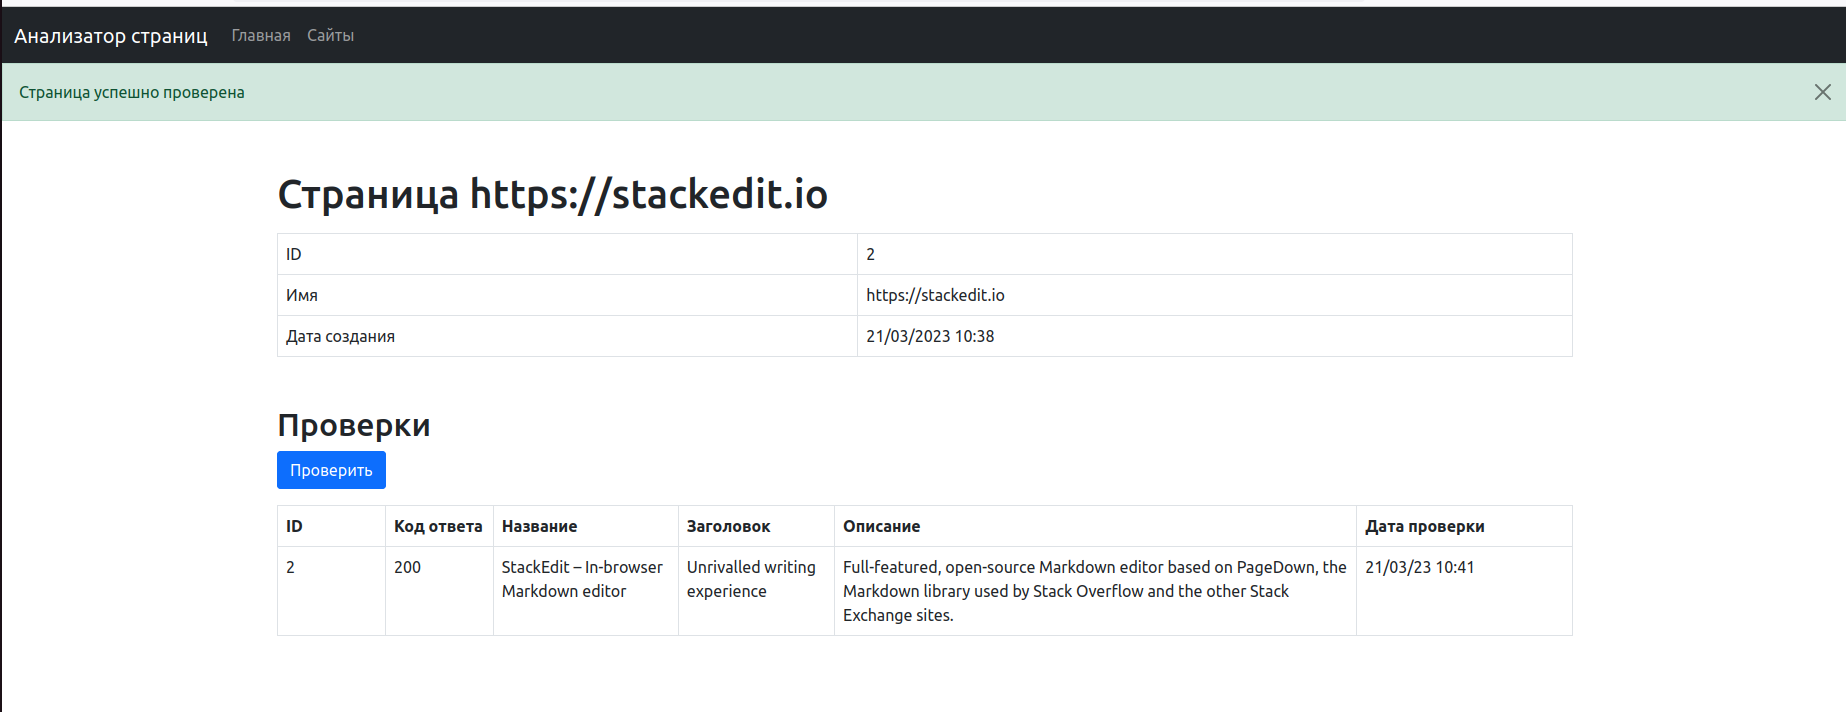 Анализатор страниц Главная Сайты
Страница успешно проверена
Страница https://stackedit.io
ID 2
Имя https://stackedit.io
Дата создания 21/03/2023 10:38
Проверки
Проверить
ID Код ответа Название Заголовок Описание Дата проверки
2 200 StackEdit – In-browser Unrivalled writing Full-featured, open-source Markdown editor based on PageDown, the 21/03/23 10:41
Markdown editor experience Markdown library used by Stack Overflow and the other Stack
Exchange sites.